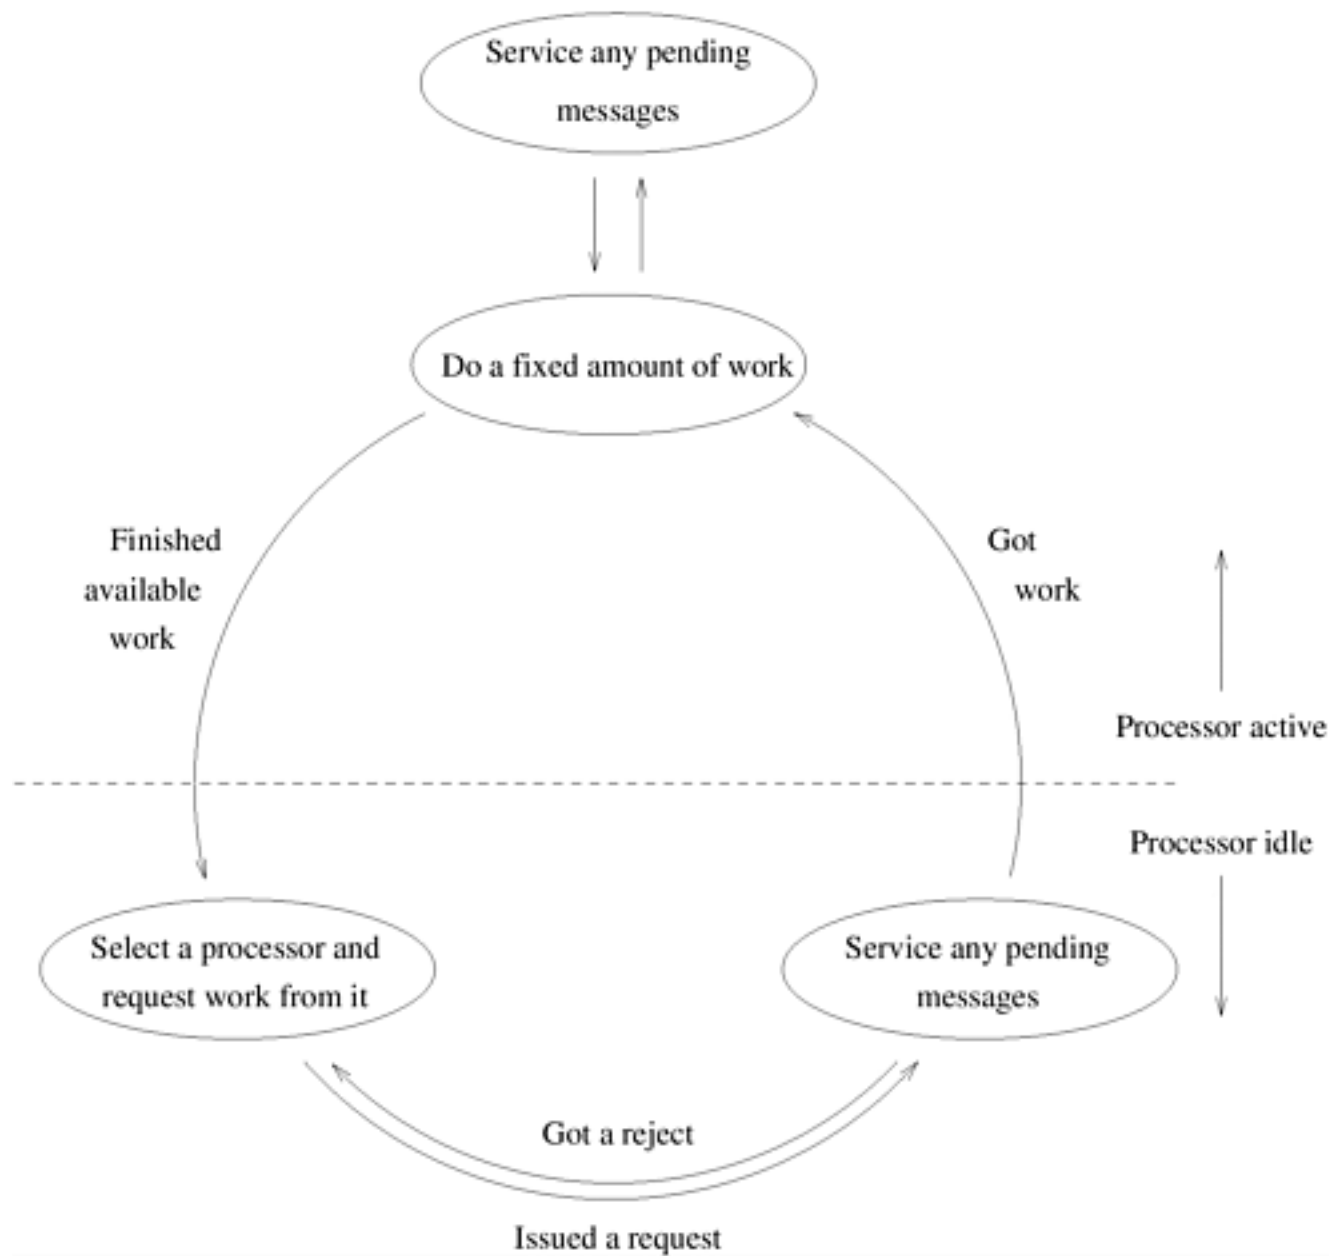 Service any pending
messages
Do a fixed amount of work
Finished
available
work
Got
work
Processor active
Processor idle
Select a processor and
request work from it
Service any pending
messages
Got a reject
Issued a request